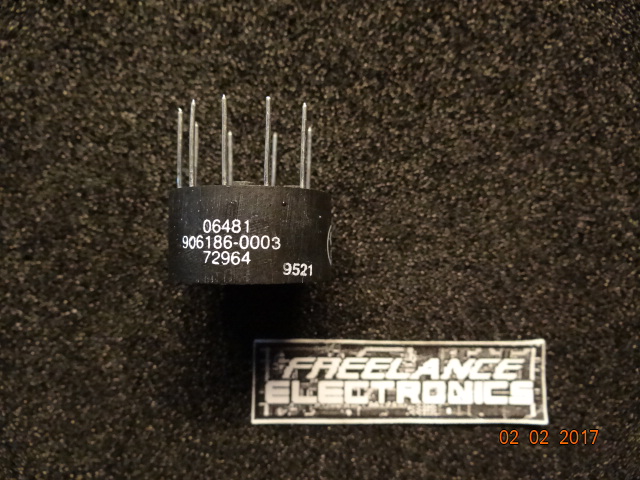 06481
906186-0003
72964
9521
FREELANCE
ELECTRONICS
02 02 2017